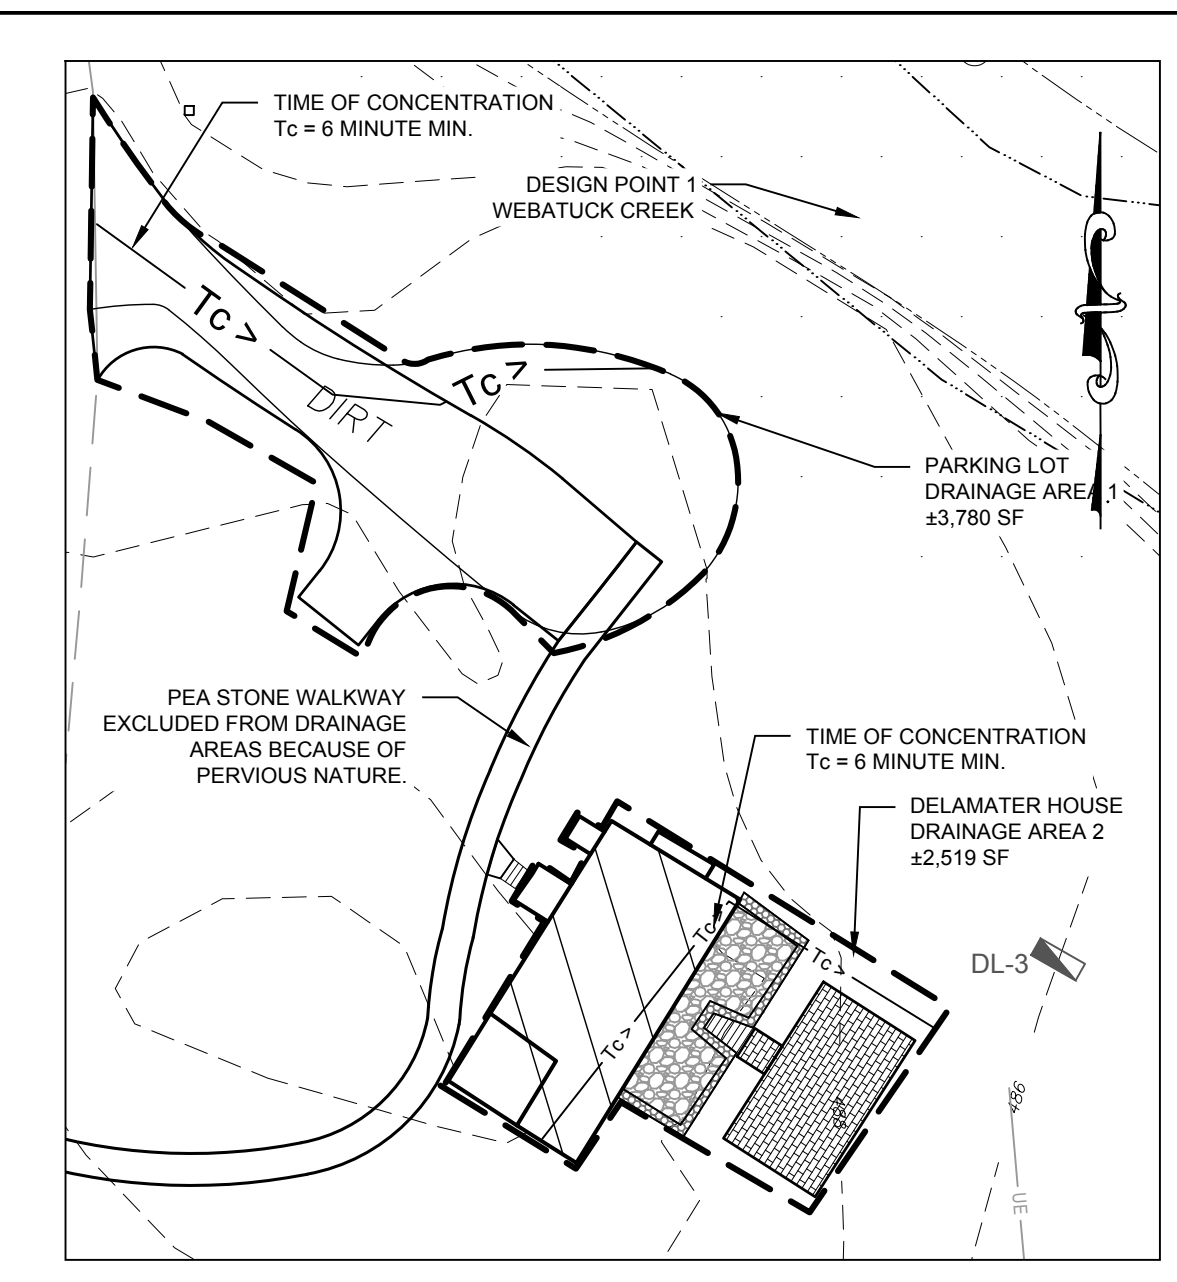 TIME OF CONCENTRATION
Tc = 6 MINUTE MIN.
DESIGN POINT 1
WEBATUCK CREEK
Tc >
Tc >
DIRT
PARKING LOT
DRAINAGE AREA 1
±3,780 SF
PEA STONE WALKWAY
EXCLUDED FROM DRAINAGE
AREAS BECAUSE OF
PERVIOUS NATURE.
TIME OF CONCENTRATION
Tc = 6 MINUTE MIN.
DELAMATER HOUSE
DRAINAGE AREA 2
±2,519 SF
Tc >
Tc >
DL-3
Tc >
488
486
UE